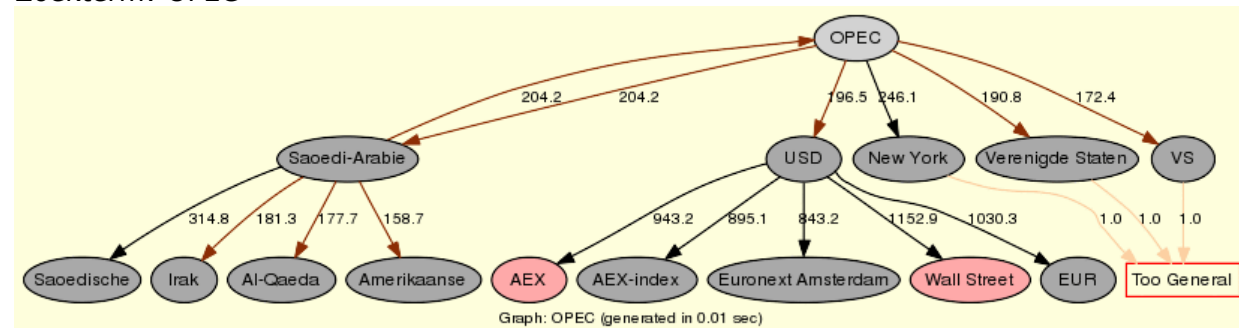 OPEC
204.2 204.2 196.5 246.1 190.8 172.4
Saoedi-Arabie USD New York Verenigde Staten VS
314.8 181.3 177.7 158.7 943.2 895.1 843.2 1152.9 1030.3 1.0 1.0 1.0
Saoedische Irak Al-Qaeda Amerikaanse AEX AEX-index Euronext Amsterdam Wall Street EUR Too General
Graph: OPEC (generated in 0.01 sec)